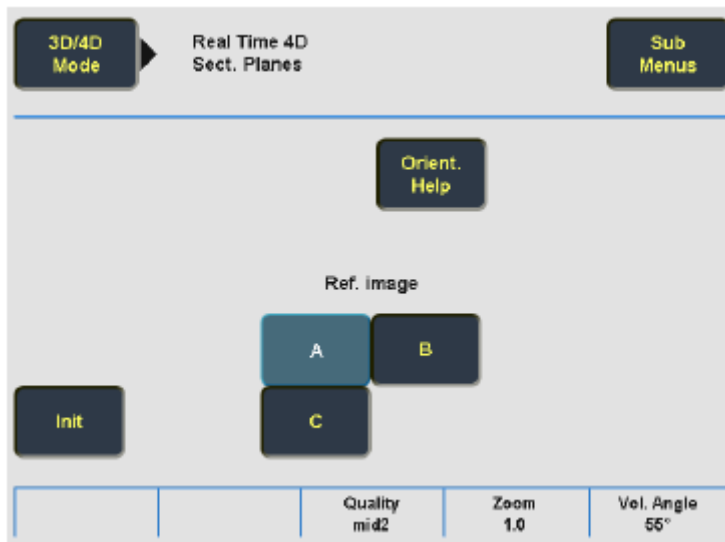 3D/4D
Mode
Real Time 4D
Sect. Planes
Sub
Menus
Orient.
Help
Ref. image
A
B
Init
C
Quality
mid2
Zoom
1.0
Vol. Angle
55°